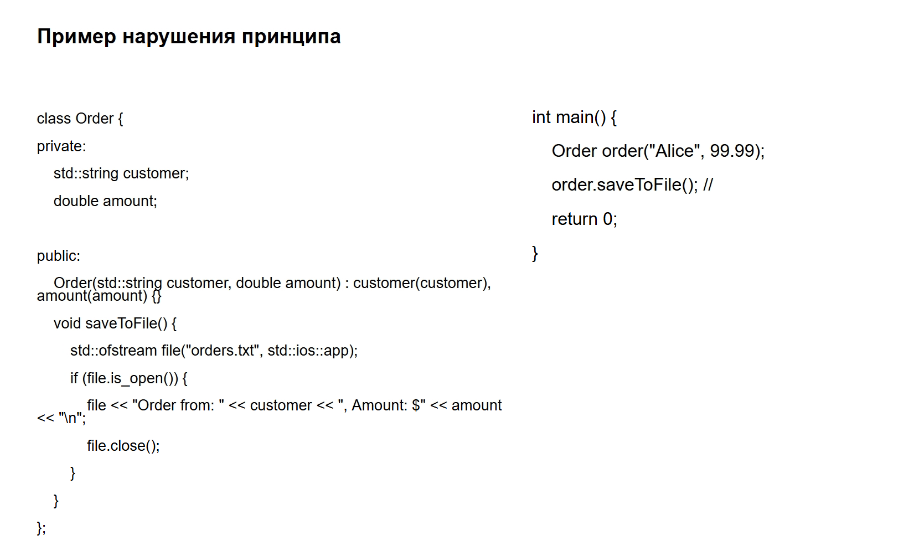 Пример нарушения принципа
class Order {
private:
std::string customer;
double amount;
public:
Order(std::string customer, double amount) : customer(customer),
amount(amount) {}
void saveToFile() {
std::ofstream file("orders.txt", std::ios::app);
if (file.is_open()) {
file << "Order from: " << customer << ", Amount: $" << amount
<< "\n";
file.close();
}
}
};
int main() {
Order order("Alice", 99.99);
order.saveToFile(); //
return 0;
}